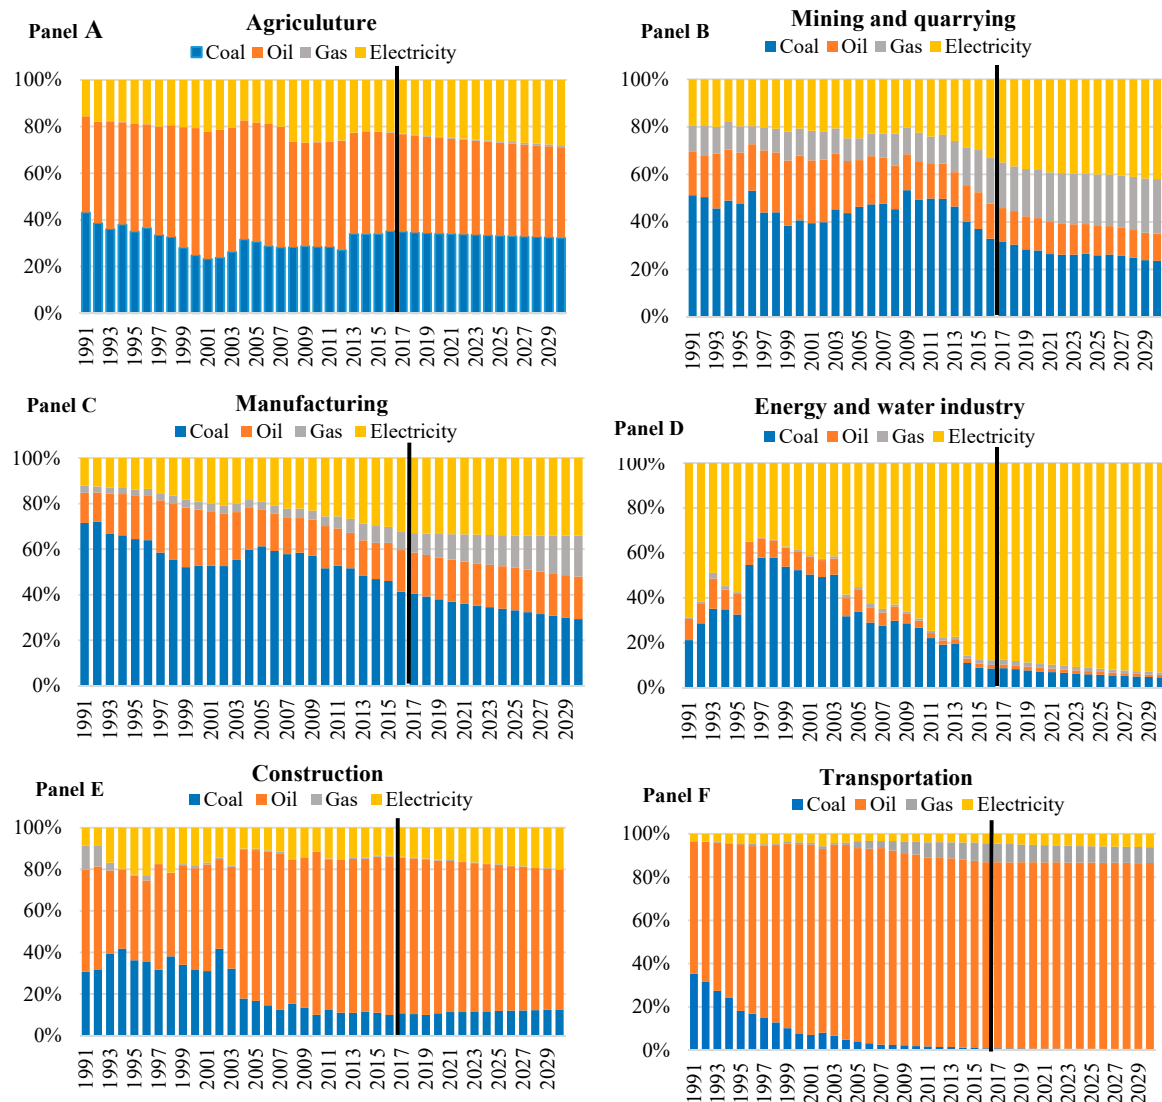 Panel A
Agriculuture
Coal Oil Gas Electricity
100%
80%
60%
40%
20%
0%
1991 1993 1995 1997 1999 2001 2003 2005 2007 2009 2011 2013 2015 2017 2019 2021 2023 2025 2027 2029
Panel B
Mining and quarrying
Coal Oil Gas Electricity
100%
80%
60%
40%
20%
0%
1991 1993 1995 1997 1999 2001 2003 2005 2007 2009 2011 2013 2015 2017 2019 2021 2023 2025 2027 2029
Panel C
Manufacturing
Coal Oil Gas Electricity
100%
80%
60%
40%
20%
0%
1991 1993 1995 1997 1999 2001 2003 2005 2007 2009 2011 2013 2015 2017 2019 2021 2023 2025 2027 2029
Panel D
Energy and water industry
Coal Oil Gas Electricity
100%
80%
60%
40%
20%
0%
1991 1993 1995 1997 1999 2001 2003 2005 2007 2009 2011 2013 2015 2017 2019 2021 2023 2025 2027 2029
Panel E
Construction
Coal Oil Gas Electricity
100%
80%
60%
40%
20%
0%
1991 1993 1995 1997 1999 2001 2003 2005 2007 2009 2011 2013 2015 2017 2019 2021 2023 2025 2027 2029
Panel F
Transportation
Coal Oil Gas Electricity
100%
80%
60%
40%
20%
0%
1991 1993 1995 1997 1999 2001 2003 2005 2007 2009 2011 2013 2015 2017 2019 2021 2023 2025 2027 2029